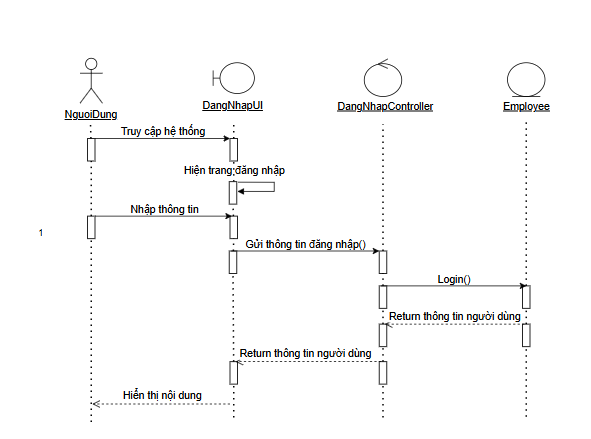 NguoiDung
DangNhapUI
DangNhapController
Employee
Truy cập hệ thống
Hiện trang đăng nhập
Nhập thông tin
1
Gửi thông tin đăng nhập()
Login()
Return thông tin người dùng
Return thông tin người dùng
Hiển thị nội dung